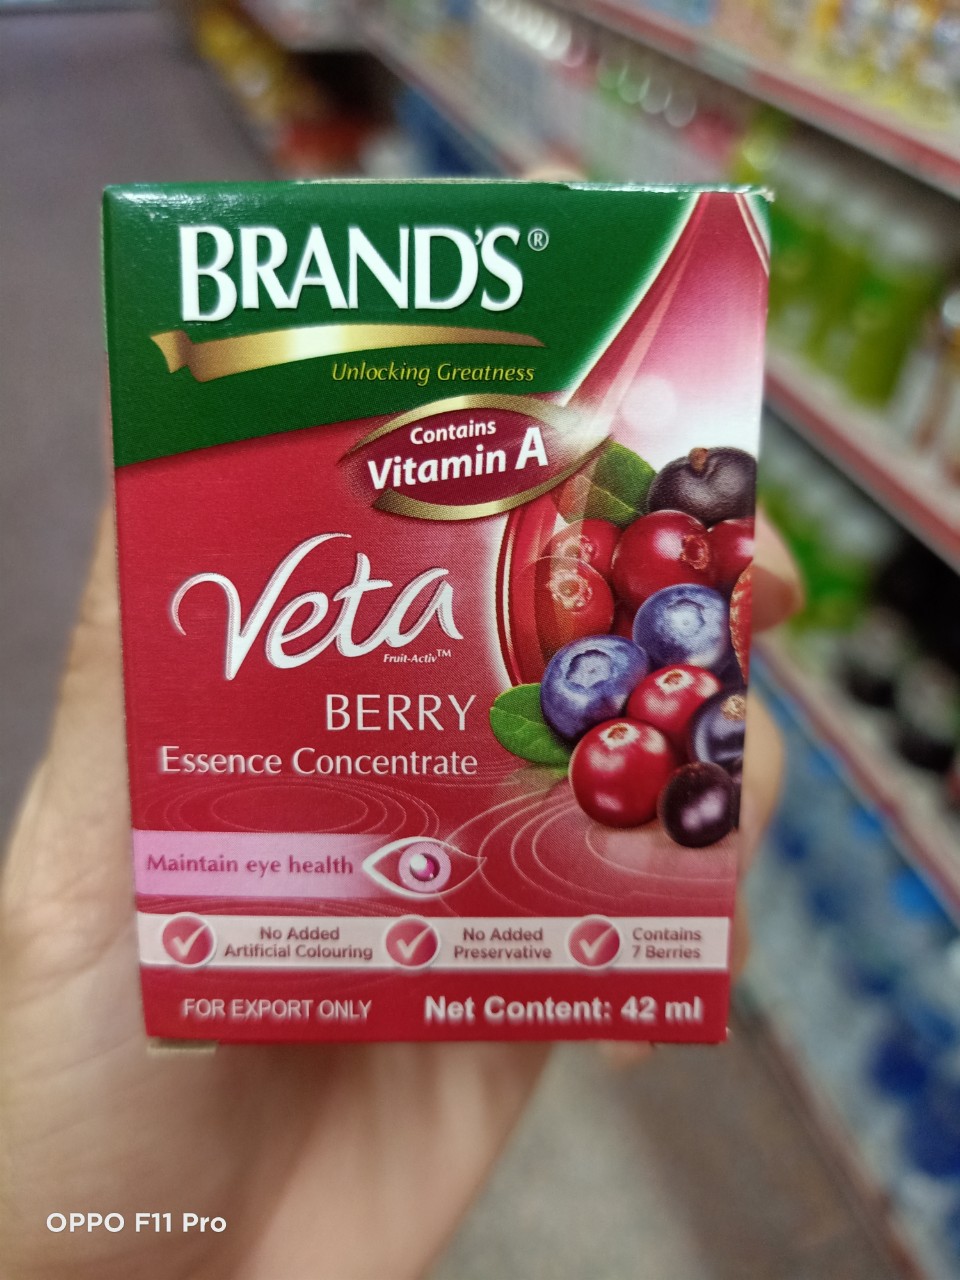 BRAND'S®
Unlocking Greatness
Contains
Vitamin A
Veta
Fruit-Activ™
BERRY
Essence Concentrate
Maintain eye health
No Added
Artificial Colouring
No Added
Preservative
Contains
7 Berries
FOR EXPORT ONLY
Net Content: 42 ml
OPPO F11 Pro